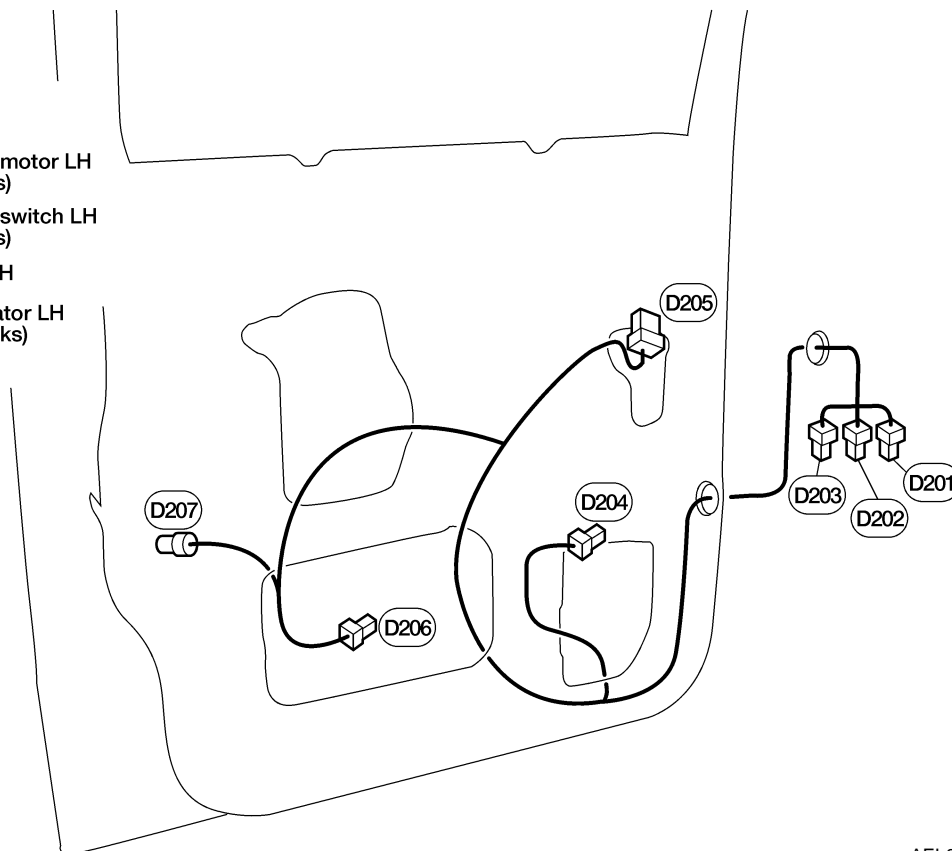 motor LH
s)
switch LH
s)
H
ator LH
ks)
D205
D207
D204
D203
D201
D202
D206